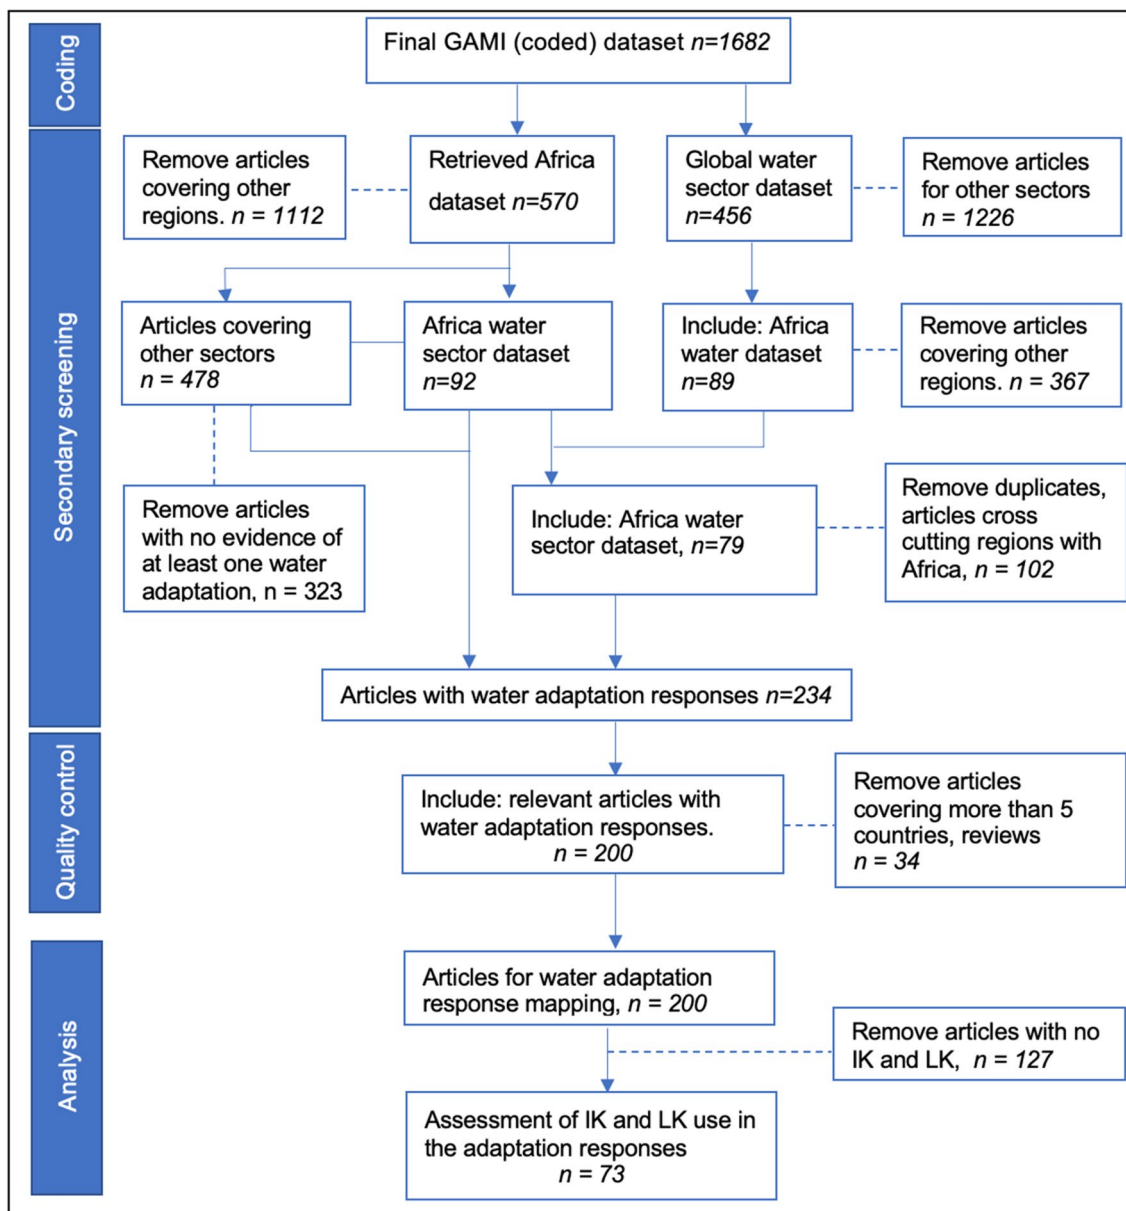 Coding
Final GAMI (coded) dataset n=1682
Secondary screening
Remove articles
covering other
regions. n = 1112
Retrieved Africa
dataset n=570
Global water
sector dataset
n=456
Remove articles
for other sectors
n = 1226
Articles covering
other sectors
n = 478
Africa water
sector dataset
n=92
Include: Africa
water dataset
n=89
Remove articles
covering other
regions. n = 367
Remove articles
with no evidence of
at least one water
adaptation, n = 323
Include: Africa water
sector dataset, n=79
Remove duplicates,
articles cross
cutting regions with
Africa, n = 102
Articles with water adaptation responses n=234
Quality control
Include: relevant articles with
water adaptation responses.
n = 200
Remove articles
covering more than 5
countries, reviews
n = 34
Analysis
Articles for water adaptation
response mapping, n = 200
Remove articles with no
IK and LK, n = 127
Assessment of IK and LK use in
the adaptation responses
n = 73